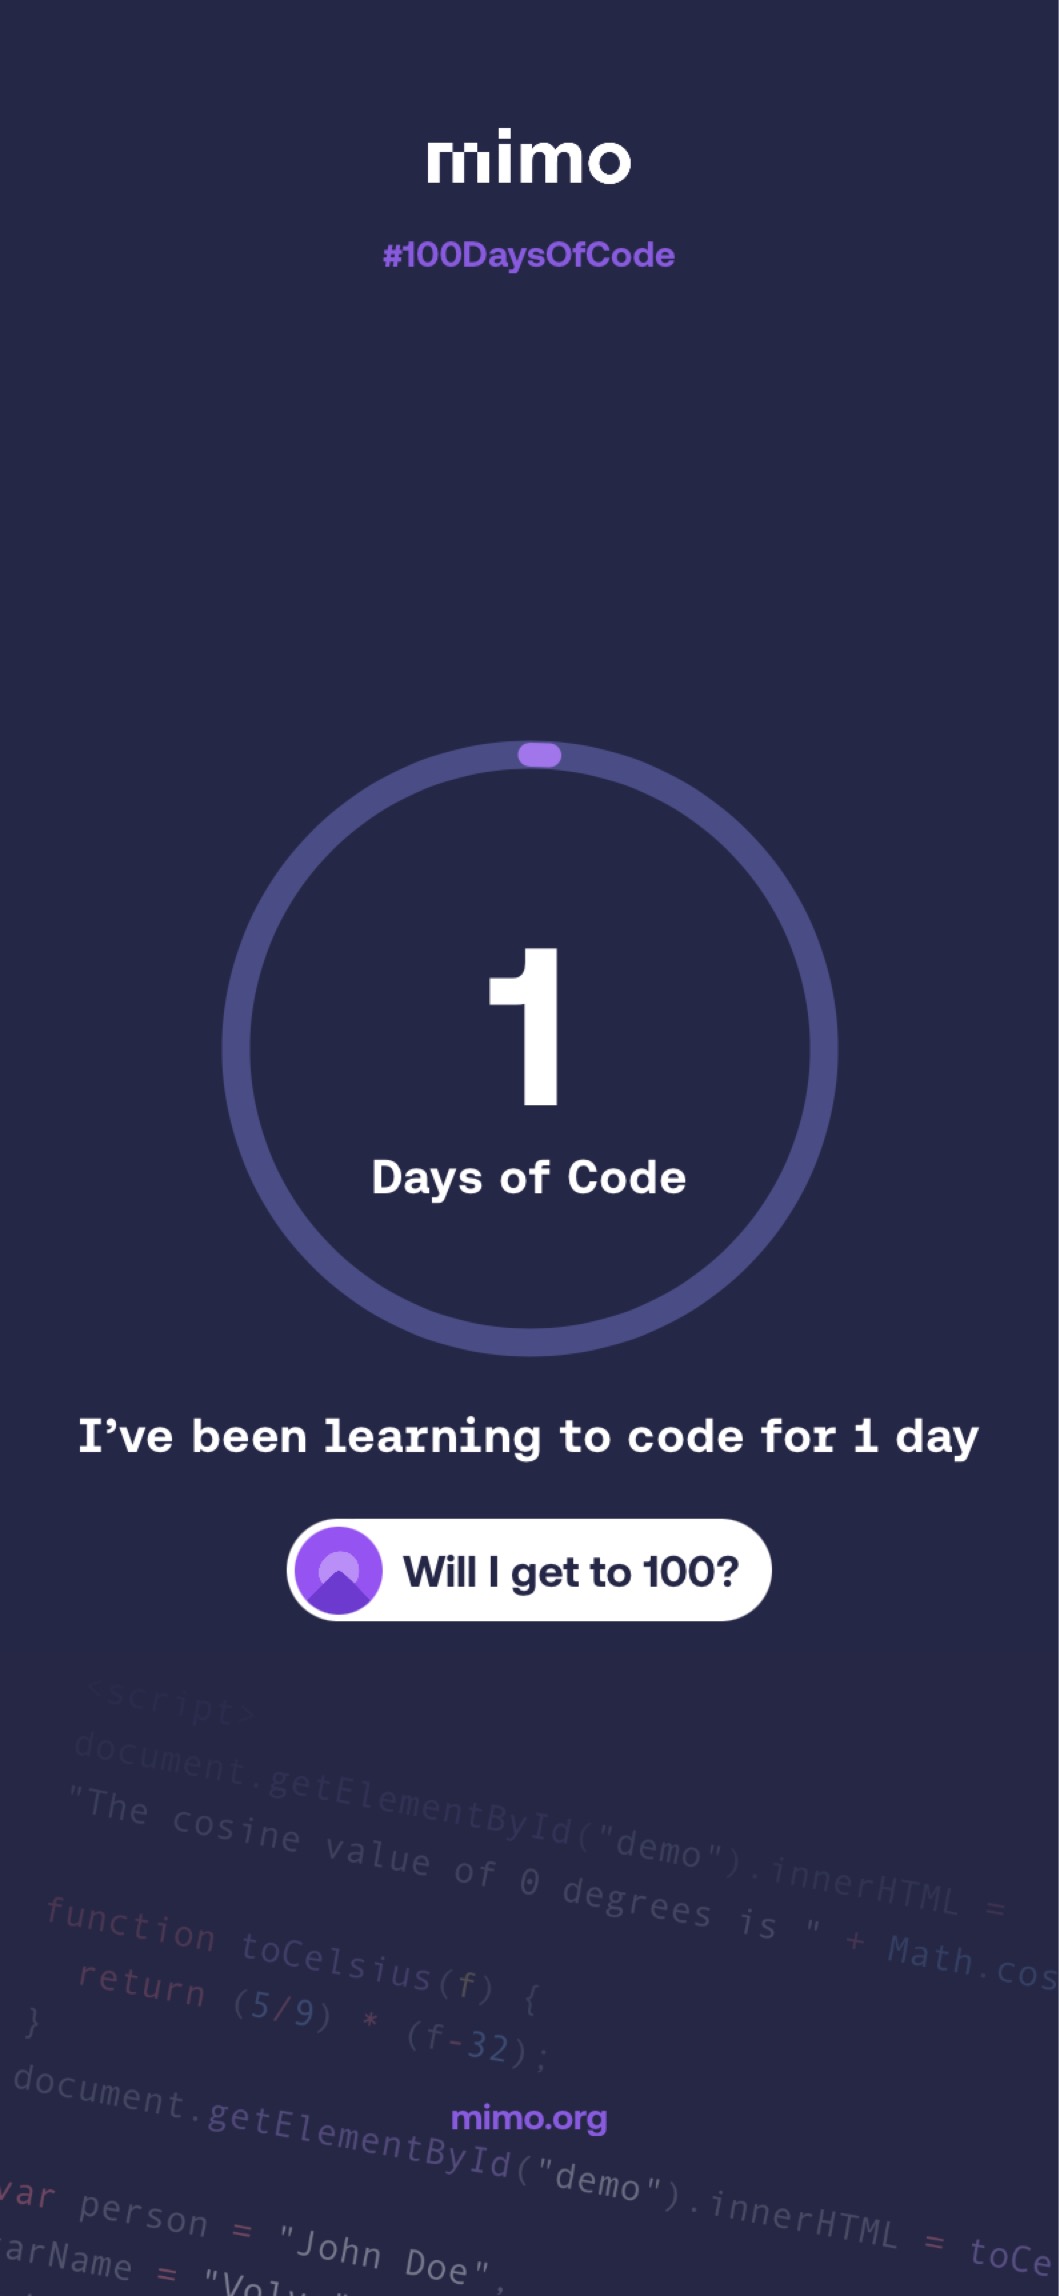 mimo
#100DaysOfCode
1
Days of Code
I’ve been learning to code for 1 day
Will I get to 100?
<script>
document.getElementById("demo").innerHTML =
"The cosine value of 0 degrees is " + Math.cos
function toCelsius(f) {
return (5/9) * (f-32);
}
document.getElementById("demo").innerHTML = toCe
mimo.org
var person = "John Doe",
arName = "Volv